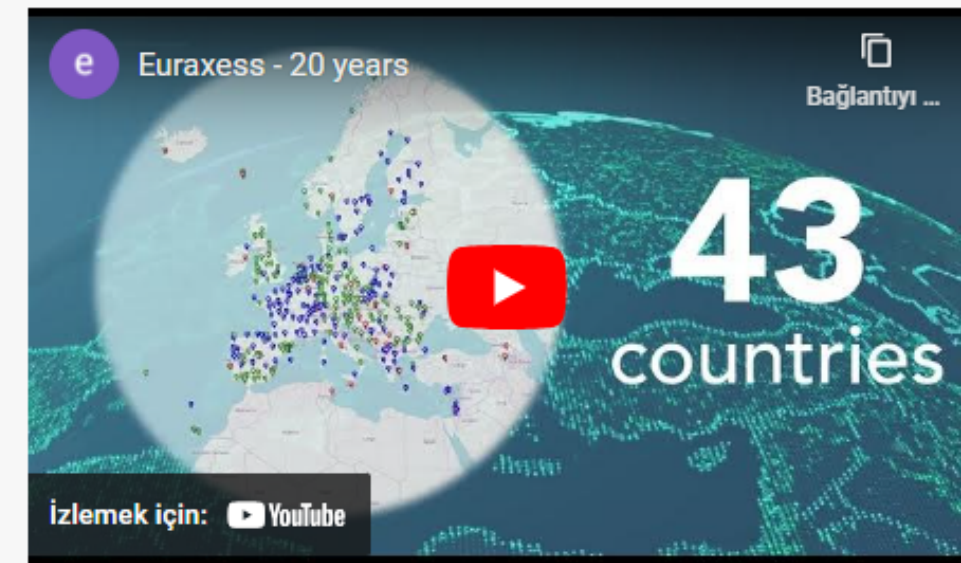 e
Euraxess - 20 years
Bağlantıyı ...
43
countries
İzlemek için: YouTube